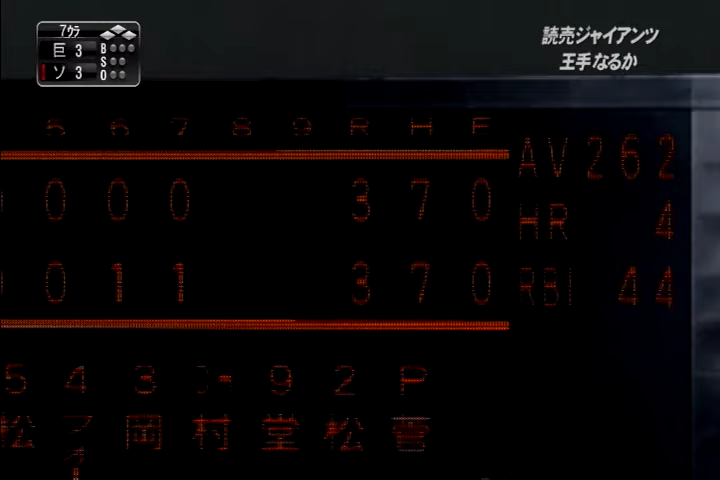 7ウラ
巨 3 B
S
ソ 3 O
読売ジャイアンツ
王手なるか
5 6 7 8 9 R H E
0 0 0 3 7 0
0 1 1 3 7 0
AV 262
HR 4
RBI 44
5 4 3 9 2 P
松 フィ 岡 村 堂 松 菅